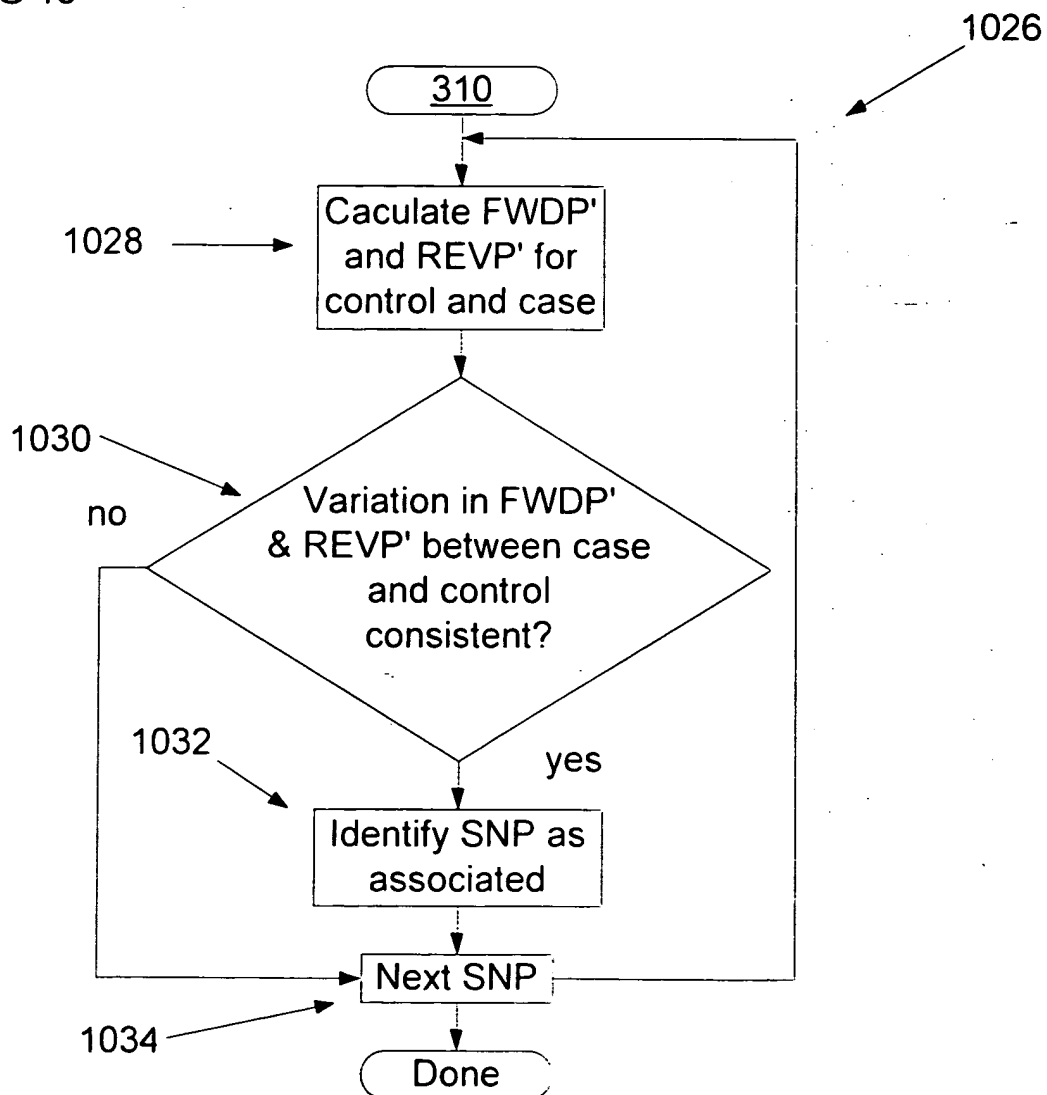 1026
310
Caculate FWDP'
and REVP' for
control and case
1028
1030
no
Variation in FWDP'
& REVP' between case
and control
consistent?
1032
yes
Identify SNP as
associated
Next SNP
1034
Done